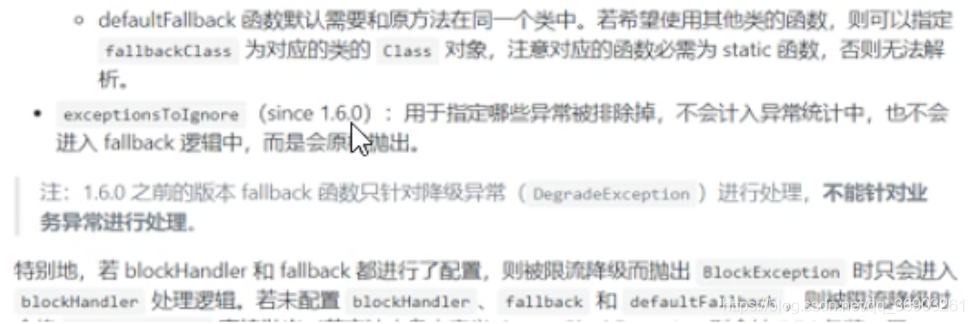 defaultFallback 函数默认需要和原方法在同一个类中。若希望使用其他类的函数，则可以指定
fallbackClass 为对应的类的 Class 对象，注意对应的函数必需为 static 函数，否则无法解
析。
exceptionsToIgnore（since 1.6.0）：用于指定哪些异常被排除掉，不会计入异常统计中，也不会
进入 fallback 逻辑中，而是会原抛出。
注：1.6.0 之前的版本 fallback 函数只针对降级异常（DegradeException）进行处理，不能针对业
务异常进行处理。
特别地，若 blockHandler 和 fallback 都进行了配置，则被限流降级而抛出 BlockException 时只会进入
blockHandler 处理逻辑。若未配置 blockHandler、fallback 和 defaultFallback，则被限流降级时